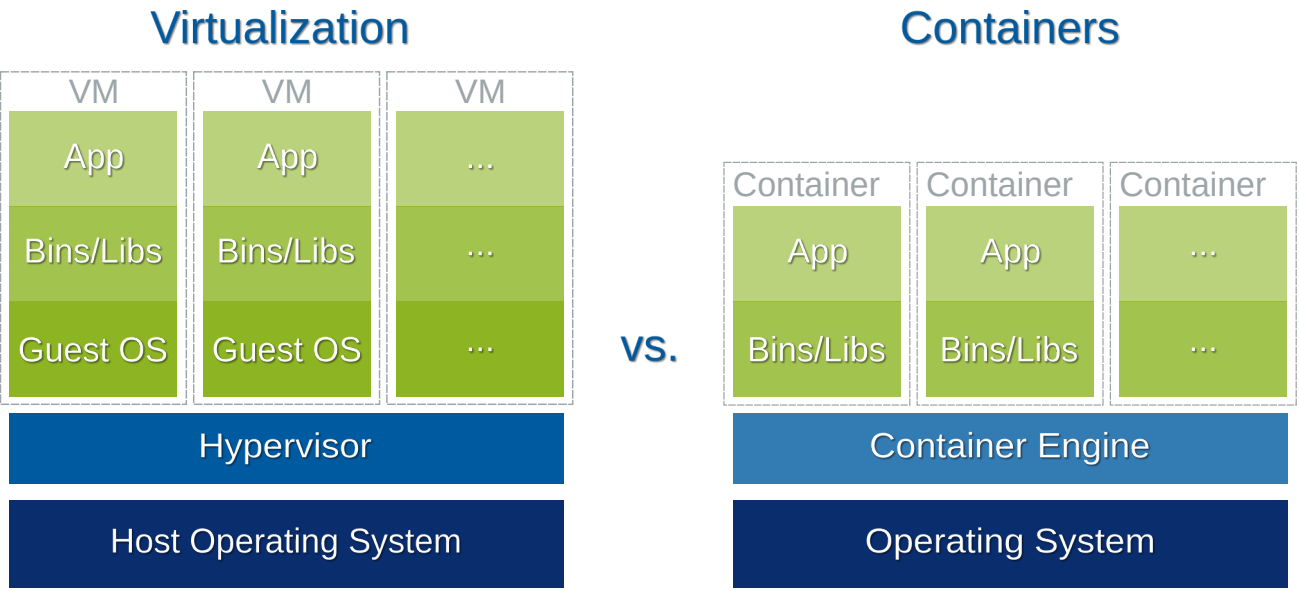 Virtualization
Containers
VM
VM
VM
App
App
...
Bins/Libs
Bins/Libs
...
Guest OS
Guest OS
...
Hypervisor
Host Operating System
vs.
Container
Container
Container
App
App
...
Bins/Libs
Bins/Libs
...
Container Engine
Operating System